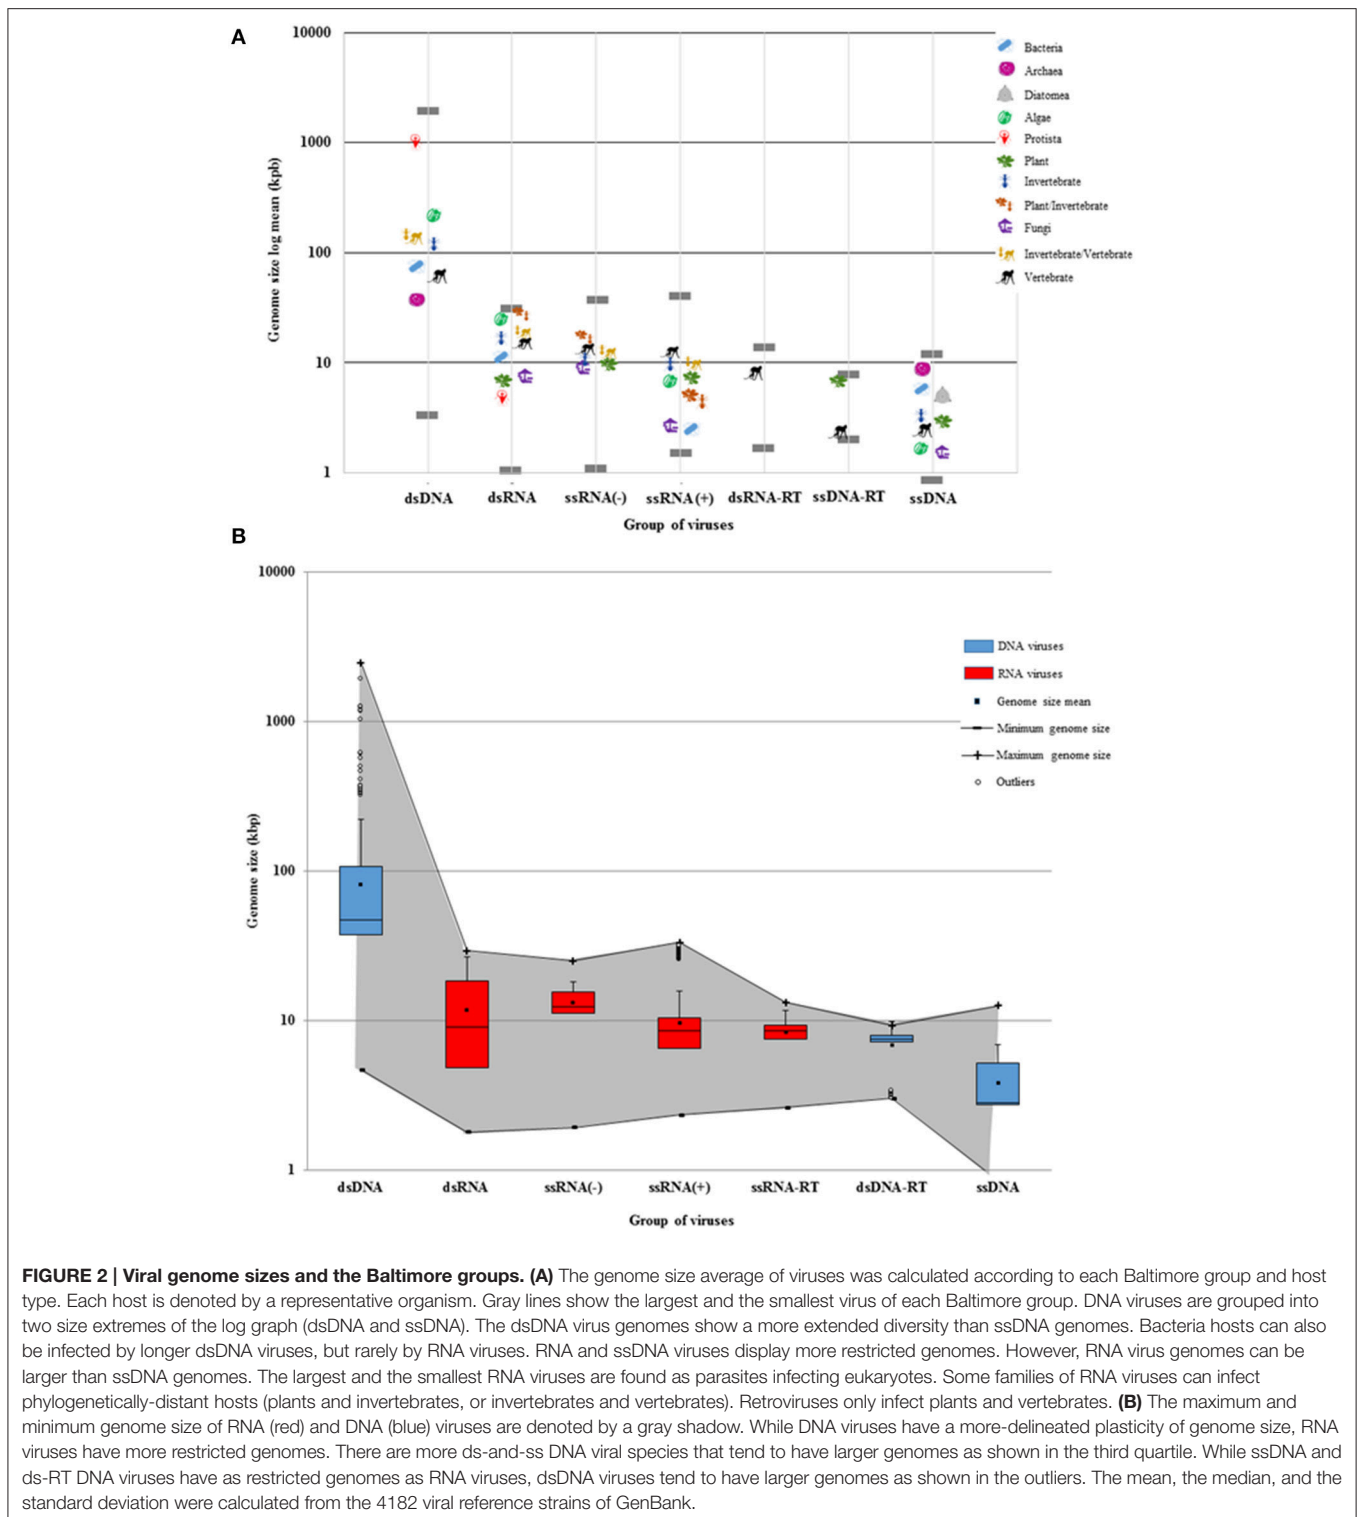 A
10000
1000
100
10
1
Genome size log mean (kpb)
Bacteria
Archaea
Diatomea
Algae
Protista
Plant
Invertebrate
Plant/Invertebrate
Fungi
Invertebrate/Vertebrate
Vertebrate
dsDNA dsRNA ssRNA(-) ssRNA(+) dsRNA-RT ssDNA-RT ssDNA
Group of viruses
B
10000
1000
100
10
1
Genome size (kbp)
DNA viruses
RNA viruses
Genome size mean
Minimum genome size
Maximum genome size
Outliers
dsDNA dsRNA ssRNA(-) ssRNA(+) ssRNA-RT dsDNA-RT ssDNA
Group of viruses
FIGURE 2 | Viral genome sizes and the Baltimore groups. (A) The genome size average of viruses was calculated according to each Baltimore group and host
type. Each host is denoted by a representative organism. Gray lines show the largest and the smallest virus of each Baltimore group. DNA viruses are grouped into
two size extremes of the log graph (dsDNA and ssDNA). The dsDNA virus genomes show a more extended diversity than ssDNA genomes. Bacteria hosts can also
be infected by longer dsDNA viruses, but rarely by RNA viruses. RNA and ssDNA viruses display more restricted genomes. However, RNA virus genomes can be
larger than ssDNA genomes. The largest and the smallest RNA viruses are found as parasites infecting eukaryotes. Some families of RNA viruses can infect
phylogenetically-distant hosts (plants and invertebrates, or invertebrates and vertebrates). Retroviruses only infect plants and vertebrates. (B) The maximum and
minimum genome size of RNA (red) and DNA (blue) viruses are denoted by a gray shadow. While DNA viruses have a more-delineated plasticity of genome size, RNA
viruses have more restricted genomes. There are more ds-and-ss DNA viral species that tend to have larger genomes as shown in the third quartile. While ssDNA and
ds-RT DNA viruses have as restricted genomes as RNA viruses, dsDNA viruses tend to have larger genomes as shown in the outliers. The mean, the median, and the
standard deviation were calculated from the 4182 viral reference strains of GenBank.